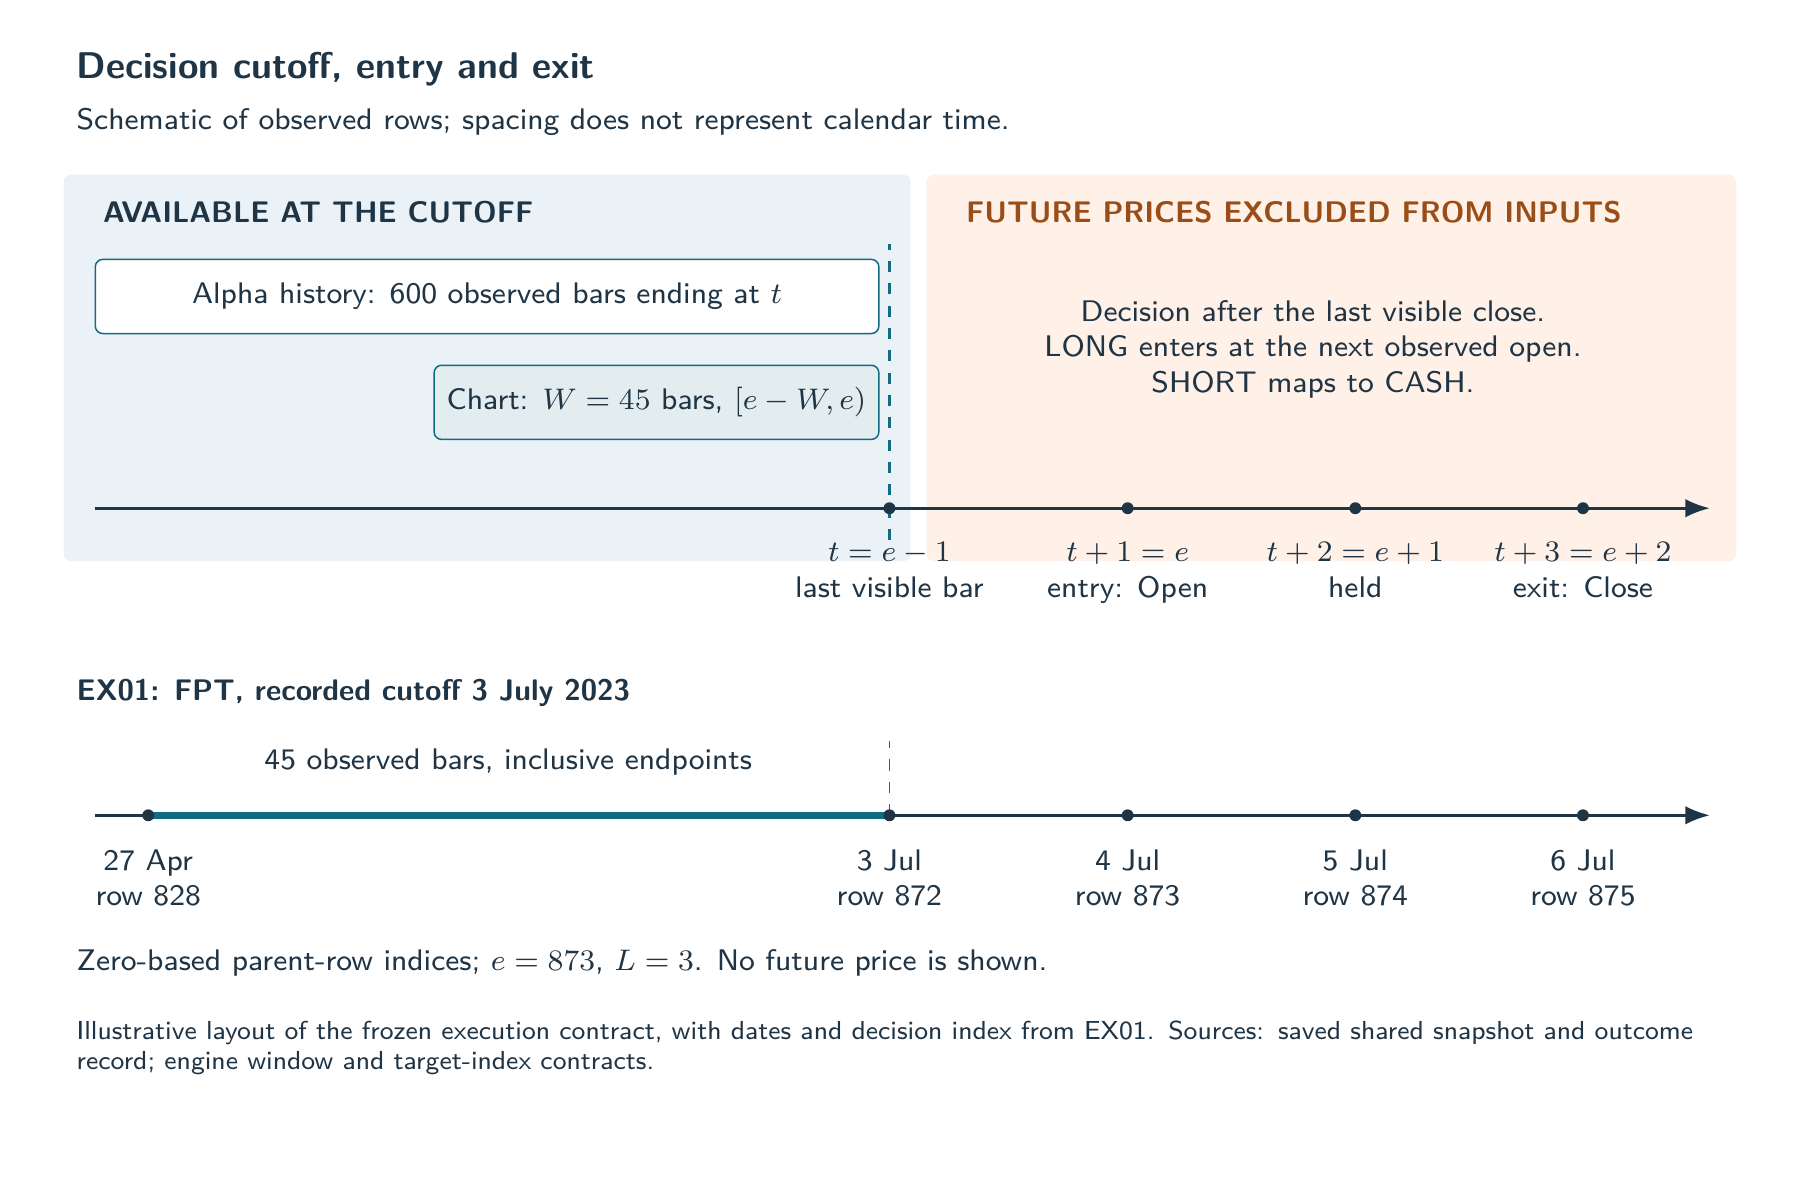 Decision cutoff, entry and exit
Schematic of observed rows; spacing does not represent calendar time.
AVAILABLE AT THE CUTOFF
Alpha history: 600 observed bars ending at t
Chart: W = 45 bars, [e − W, e)
FUTURE PRICES EXCLUDED FROM INPUTS
Decision after the last visible close.
LONG enters at the next observed open.
SHORT maps to CASH.
t = e − 1
last visible bar
t + 1 = e
entry: Open
t + 2 = e + 1
held
t + 3 = e + 2
exit: Close
EX01: FPT, recorded cutoff 3 July 2023
45 observed bars, inclusive endpoints
27 Apr
row 828
3 Jul
row 872
4 Jul
row 873
5 Jul
row 874
6 Jul
row 875
Zero-based parent-row indices; e = 873, L = 3. No future price is shown.
Illustrative layout of the frozen execution contract, with dates and decision index from EX01. Sources: saved shared snapshot and outcome
record; engine window and target-index contracts.